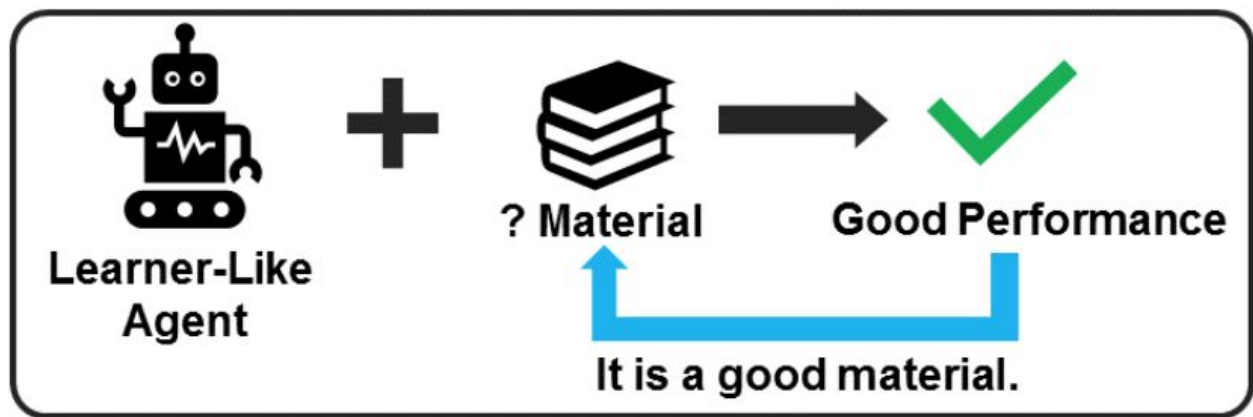 ? Material
Good Performance
Learner-Like
Agent
It is a good material.